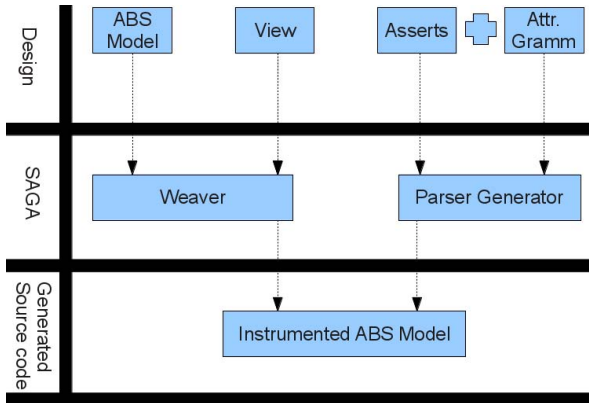 Design
ABS
Model
View
Asserts
Attr.
Gramm
SAGA
Weaver
Parser Generator
Generated
Source code
Instrumented ABS Model